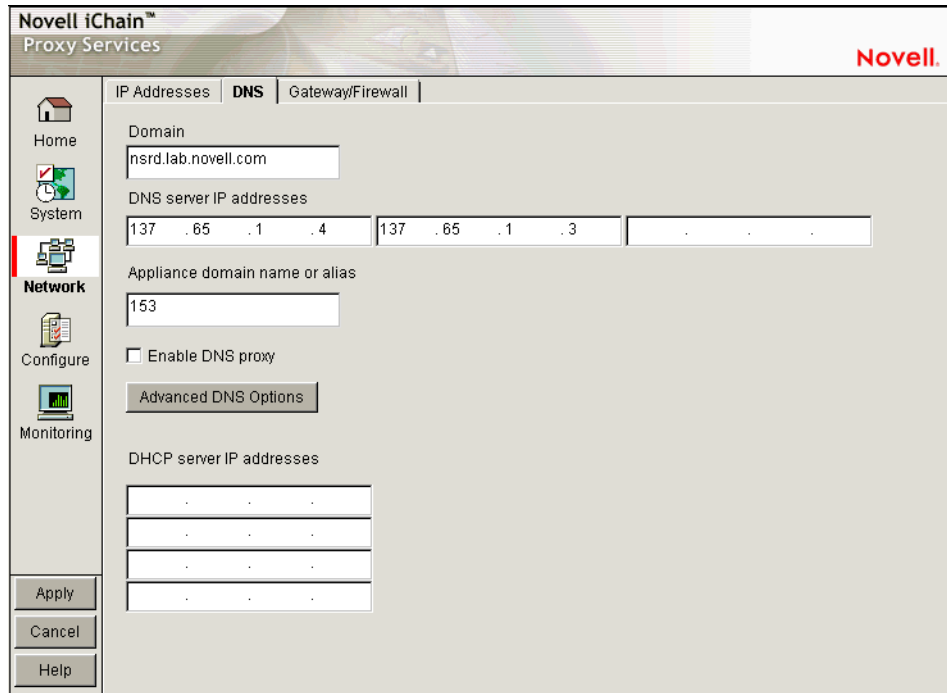 Novell iChain™
Proxy Services
Novell.
IP Addresses DNS Gateway/Firewall
Home
System
Network
Configure
Monitoring
Domain
nsrd.lab.novell.com
DNS server IP addresses
137 . 65 . 1 . 4 137 . 65 . 1 . 3 . . .
Appliance domain name or alias
153
Enable DNS proxy
Advanced DNS Options
DHCP server IP addresses
. . .
. . .
. . .
. . .
Apply
Cancel
Help